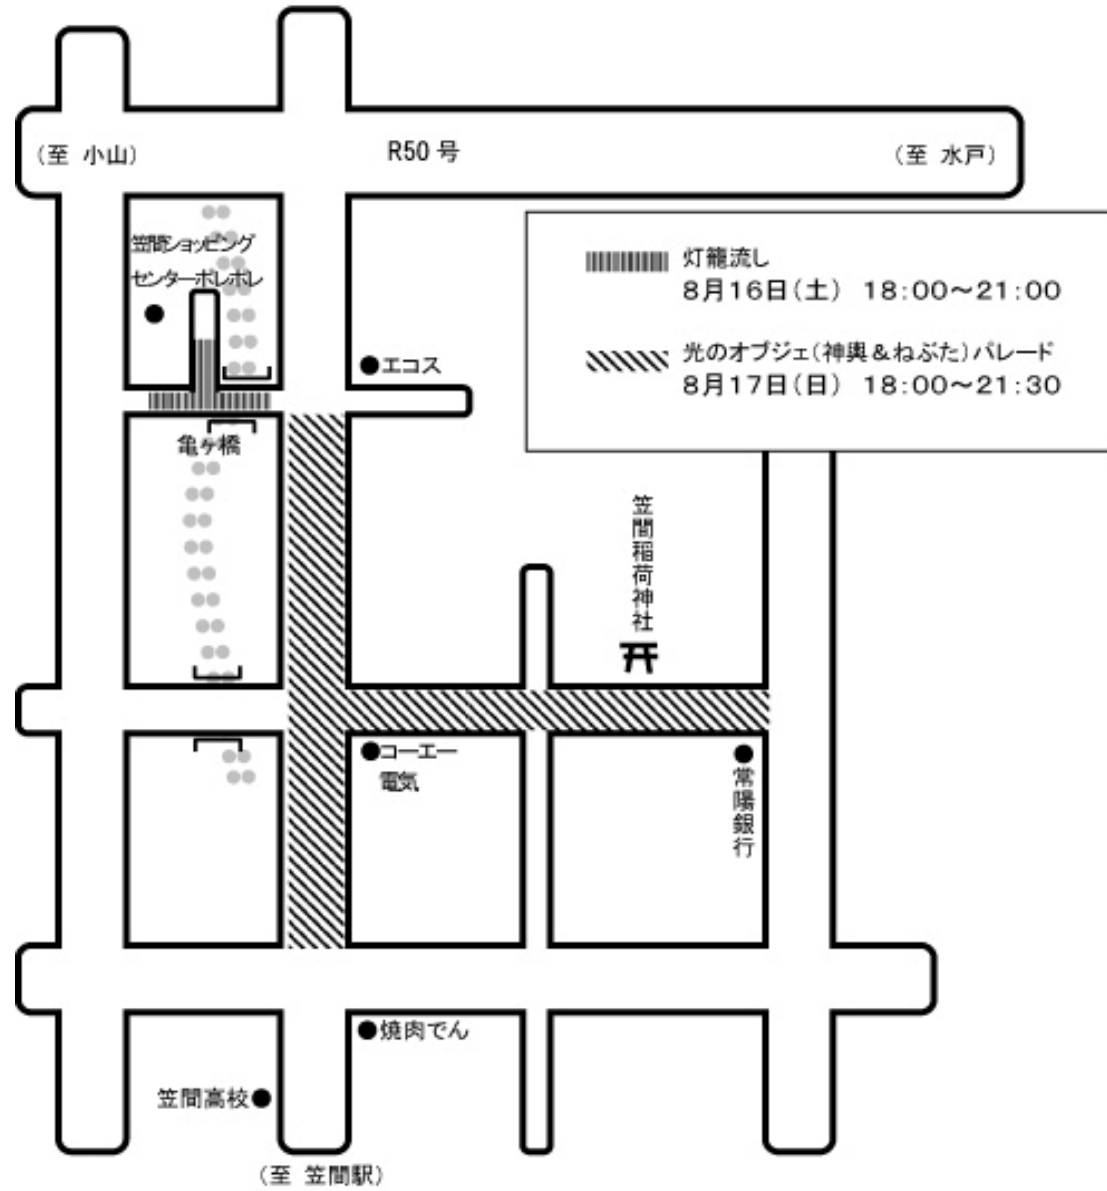 (至 小山)
R50 号
(至 水戸)
笠間ショッピング
センターポレポレ
灯籠流し
8月16日(土) 18:00〜21:00
光のオブジェ(神輿&ねぶた)パレード
8月17日(日) 18:00〜21:30
エコス
亀ヶ橋
笠間稲荷神社
コーエー
電気
常陽銀行
焼肉でん
笠間高校
(至 笠間駅)